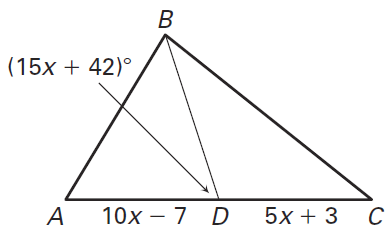 B
(15x + 42)°
A 10x − 7 D 5x + 3 C